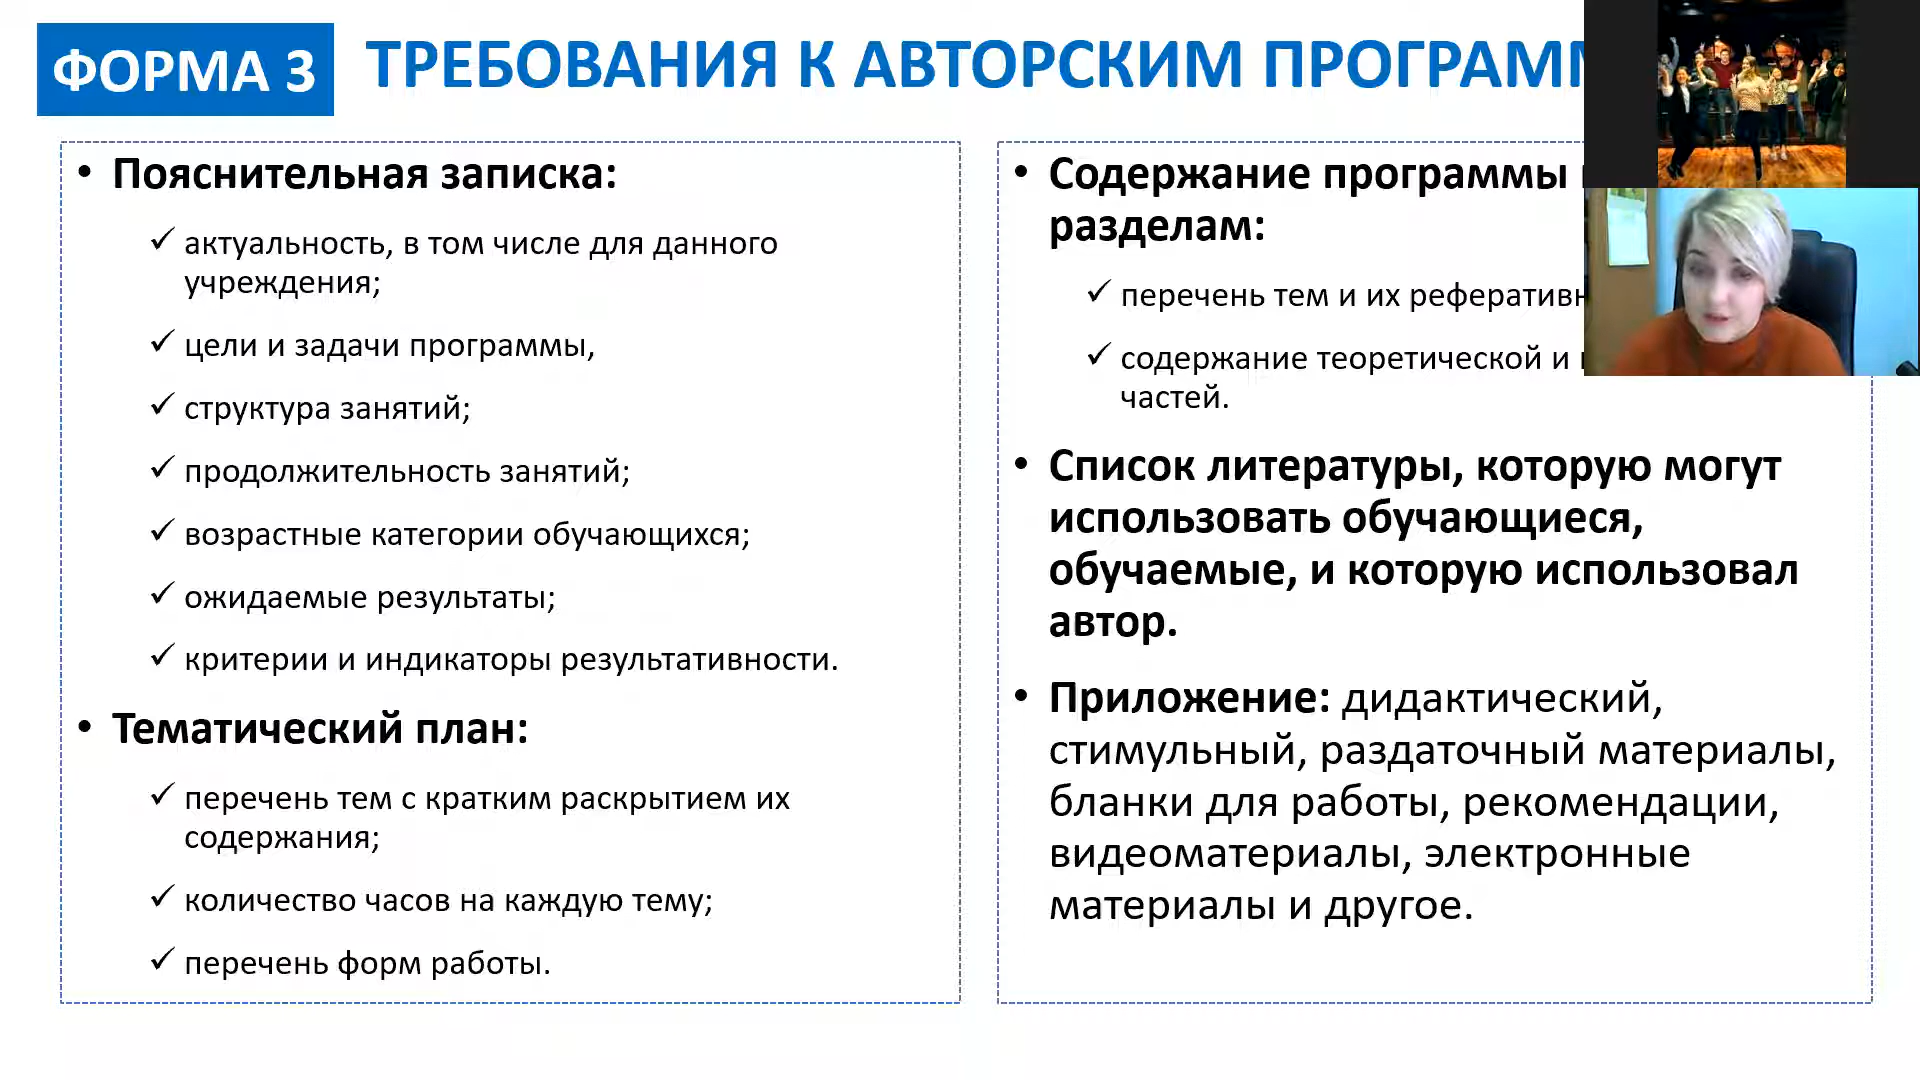 ФОРМА 3
ТРЕБОВАНИЯ К АВТОРСКИМ
• Пояснительная записка:
✓ актуальность, в том числе для данного
учреждения;
✓ цели и задачи программы,
✓ структура занятий;
✓ продолжительность занятий;
✓ возрастные категории обучающихся;
✓ ожидаемые результаты;
✓ критерии и индикаторы результативности.
• Тематический план:
✓ перечень тем с кратким раскрытием их
содержания;
✓ количество часов на каждую тему;
✓ перечень форм работы.
• Содержание программы
разделам:
✓ перечень тем и их
✓ содержание теоретической и
частей.
• Список литературы, которую могут
использовать обучающиеся,
обучаемые, и которую использовал
автор.
• Приложение: дидактический,
стимульный, раздаточный материалы,
бланки для работы, рекомендации,
видеоматериалы, электронные
материалы и другое.